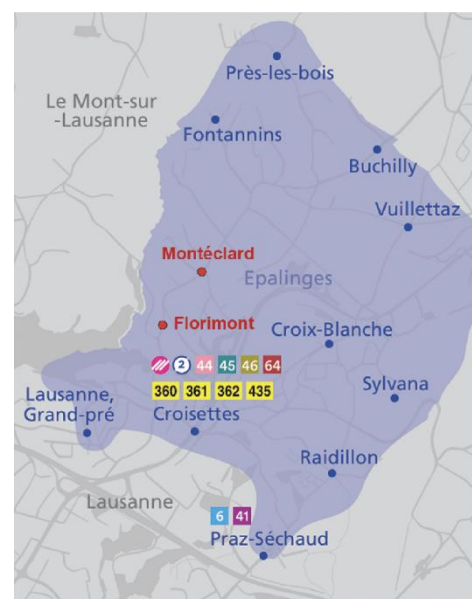 Près-les-bois
Le Mont-sur
-Lausanne
Fontannins
Buchilly
Vuillettaz
Montéclard
Epalinges
Florimont
Croix-Blanche
2 44 45 46 64
360 361 362 435
Sylvana
Lausanne,
Grand-pré
Croisettes
Raidillon
Lausanne
6 41
Praz-Séchaud